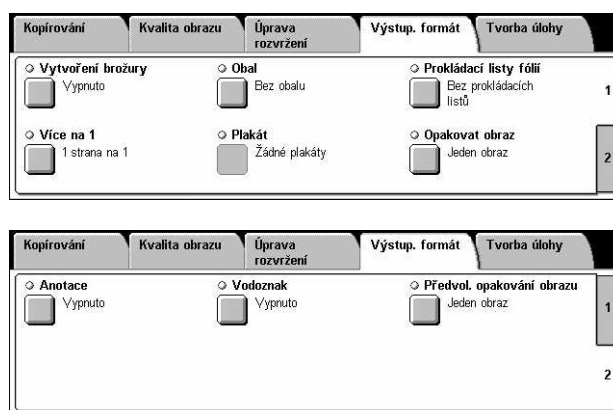 Kopírování Kvalita obrazu Úprava rozvržení Výstup. formát Tvorba úlohy
Vytvoření brožury
Vypnuto
Obal
Bez obalu
Prokládací listy fólií
Bez prokládacích
listů
1
Více na 1
1 strana na 1
Plakát
Žádné plakáty
Opakovat obraz
Jeden obraz
2
Kopírování Kvalita obrazu Úprava rozvržení Výstup. formát Tvorba úlohy
Anotace
Vypnuto
Vodoznak
Vypnuto
Předvol. opakování obrazu
Jeden obraz
1
2